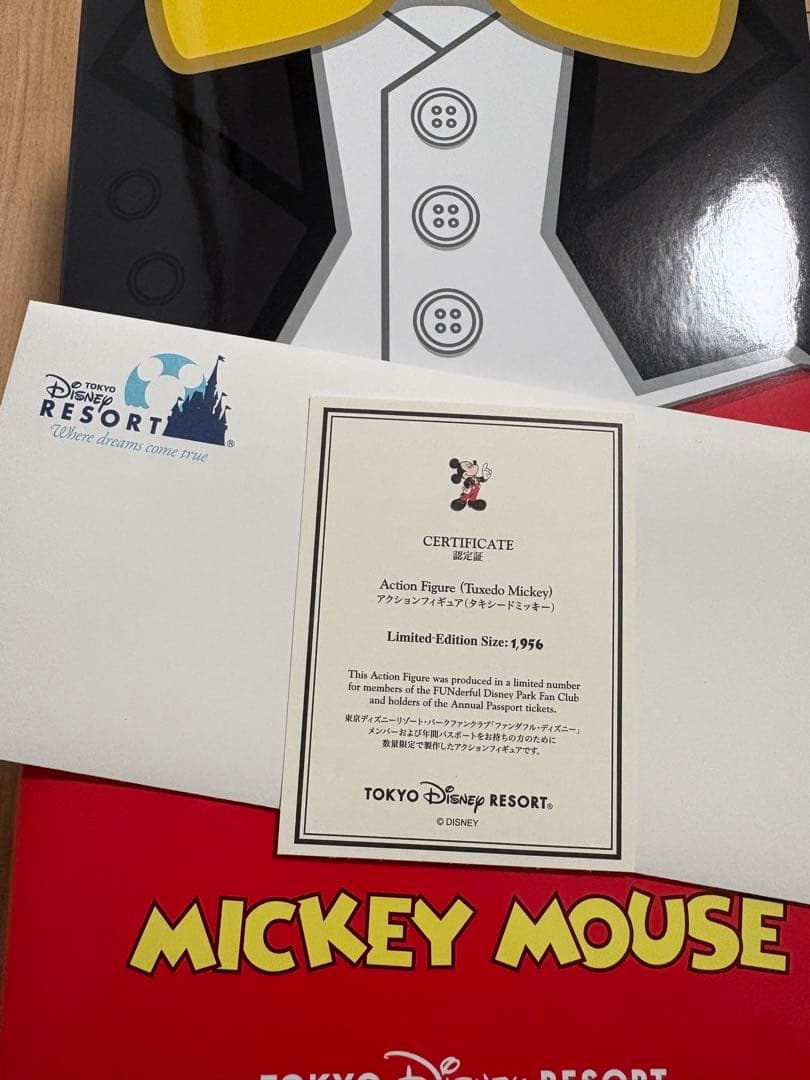 TOKYO
Disney
RESORT®
Where dreams come true
CERTIFICATE
認定証
Action Figure (Tuxedo Mickey)
アクションフィギュア(タキシードミッキー)
Limited-Edition Size: 1,956
This Action Figure was produced in a limited number
for members of the FUNderful Disney Park Fan Club
and holders of the Annual Passport tickets.
東京ディズニーリゾート・パークファンクラブ「ファンダフル・ディズニー」
メンバーおよび年間パスポートをお持ちの方のために
数量限定で製作したアクションフィギュアです。
TOKYO Disney RESORT®
© DISNEY
MICKEY MOUSE
TOKYO Disney RESORT